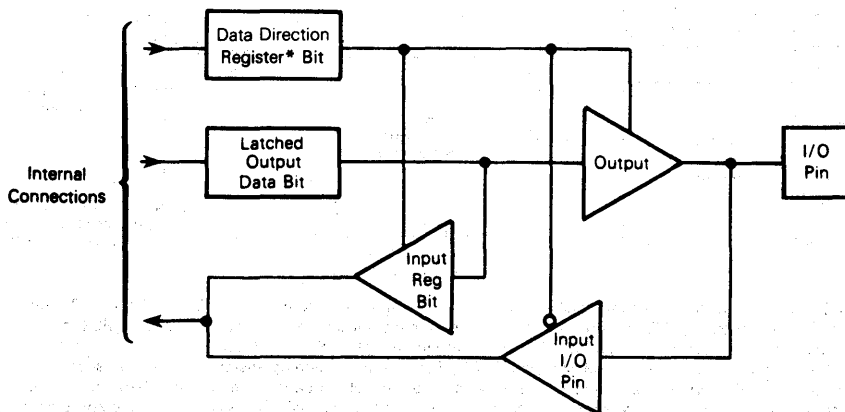 Data Direction
Register* Bit
Latched
Output
Data Bit
Internal
Connections
Output
I/O
Pin
Input
Reg
Bit
Input
I/O
Pin